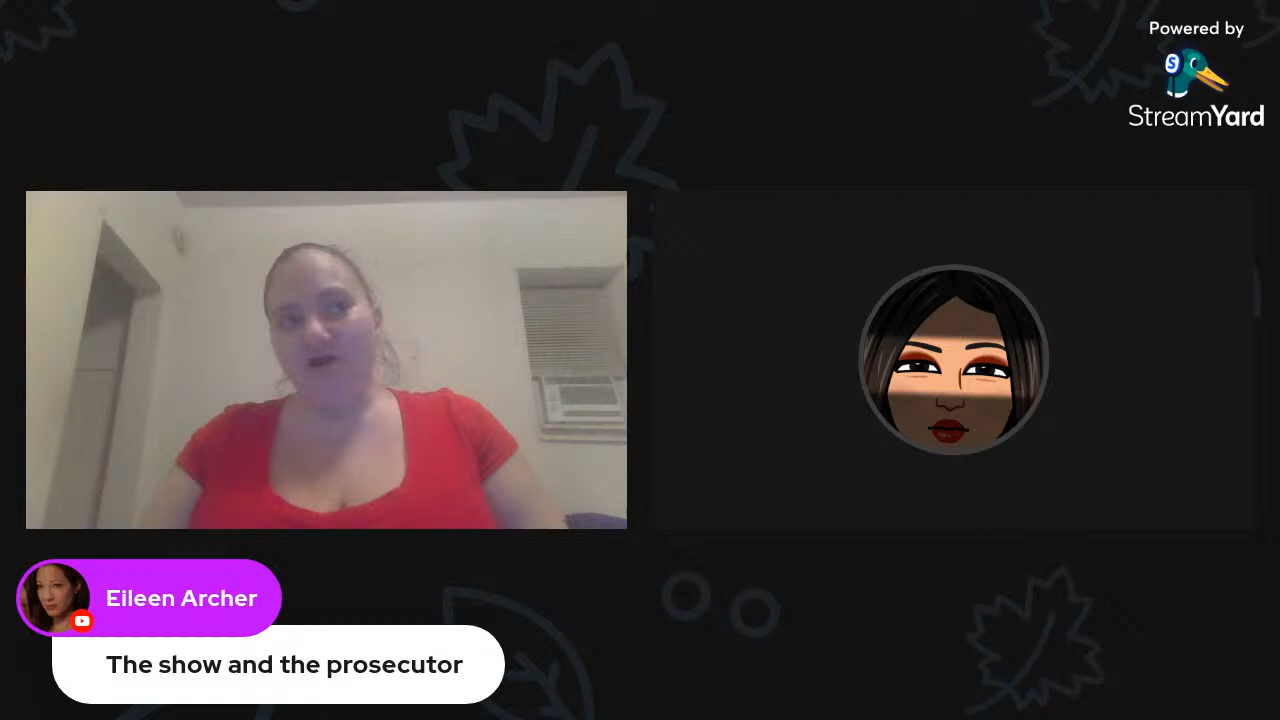 Powered by
S
StreamYard
Eileen Archer
The show and the prosecutor